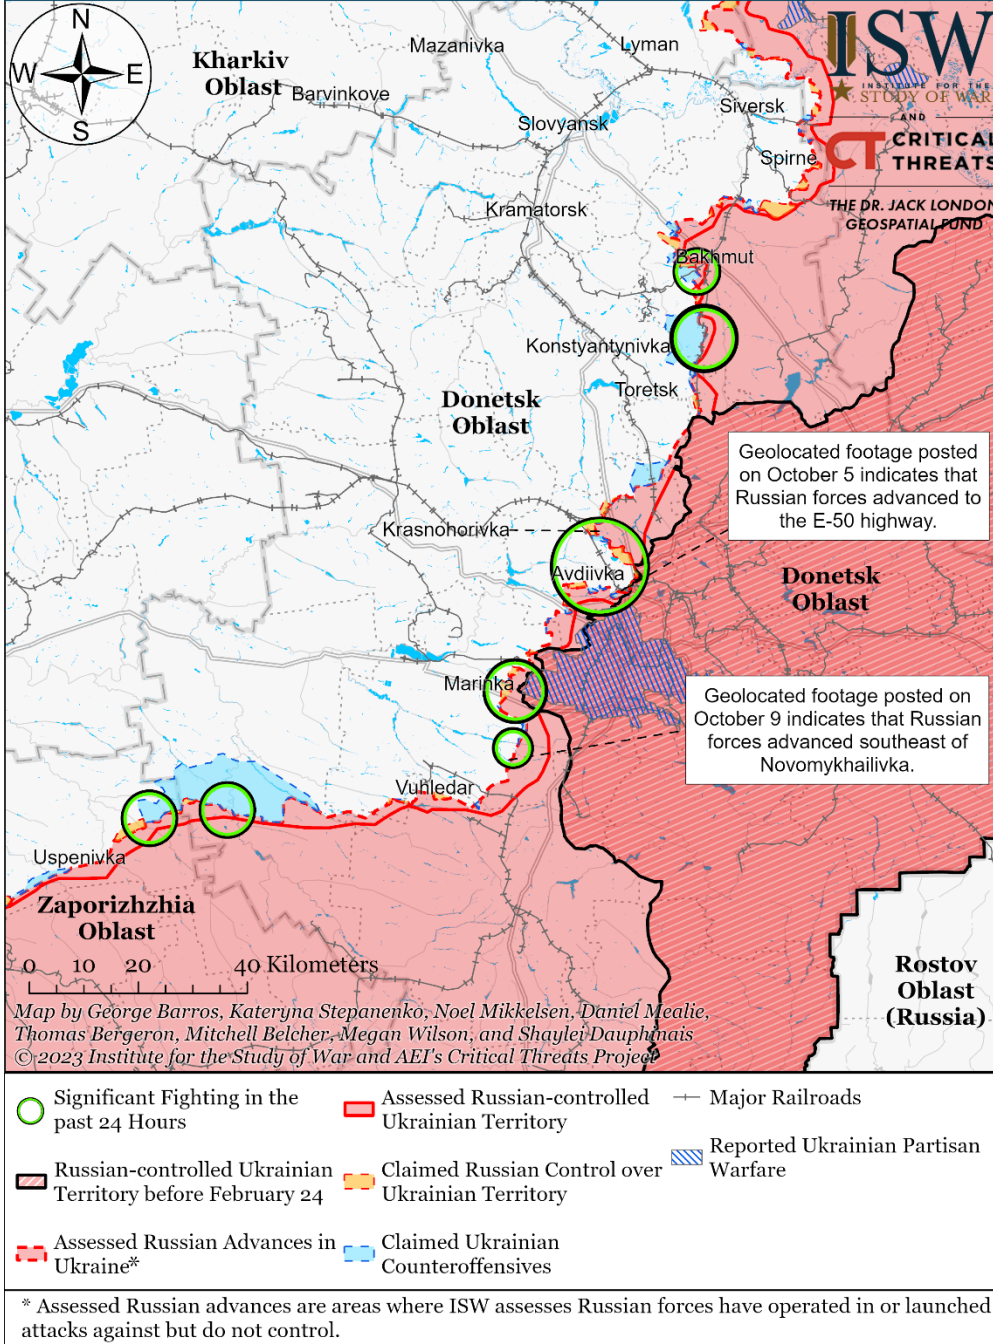 N
W
E
S
Kharkiv
Oblast
Mazanivka
Lyman
Barvinkove
Slovyansk
Siversk
Spirne
Kramatorsk
Bakhmut
ISW
INSTITUTE FOR THE
STUDY OF WAR
AND
CT CRITICAL
THREATS
THE DR. JACK LONDON
GEOSPATIAL FUND
Konstyantynivka
Toretsk
Donetsk
Oblast
Geolocated footage posted
on October 5 indicates that
Russian forces advanced to
the E-50 highway.
Krasnohorivka
Avdiivka
Donetsk
Oblast
Marinka
Geolocated footage posted on
October 9 indicates that Russian
forces advanced southeast of
Novomykhailivka.
Vuhledar
Uspenivka
Zaporizhzhia
Oblast
Rostov
Oblast
(Russia)
0 10 20 40 Kilometers
Map by George Barros, Kateryna Stepanenko, Noel Mikkelsen, Daniel Mealie,
Thomas Bergeron, Mitchell Belcher, Megan Wilson, and Shaylei Dauphinais
© 2023 Institute for the Study of War and AEI's Critical Threats Project
Significant Fighting in the
past 24 Hours
Russian-controlled Ukrainian
Territory before February 24
Assessed Russian Advances in
Ukraine*
Assessed Russian-controlled
Ukrainian Territory
Claimed Russian Control over
Ukrainian Territory
Claimed Ukrainian
Counteroffensives
Major Railroads
Reported Ukrainian Partisan
Warfare
* Assessed Russian advances are areas where ISW assesses Russian forces have operated in or launched
attacks against but do not control.